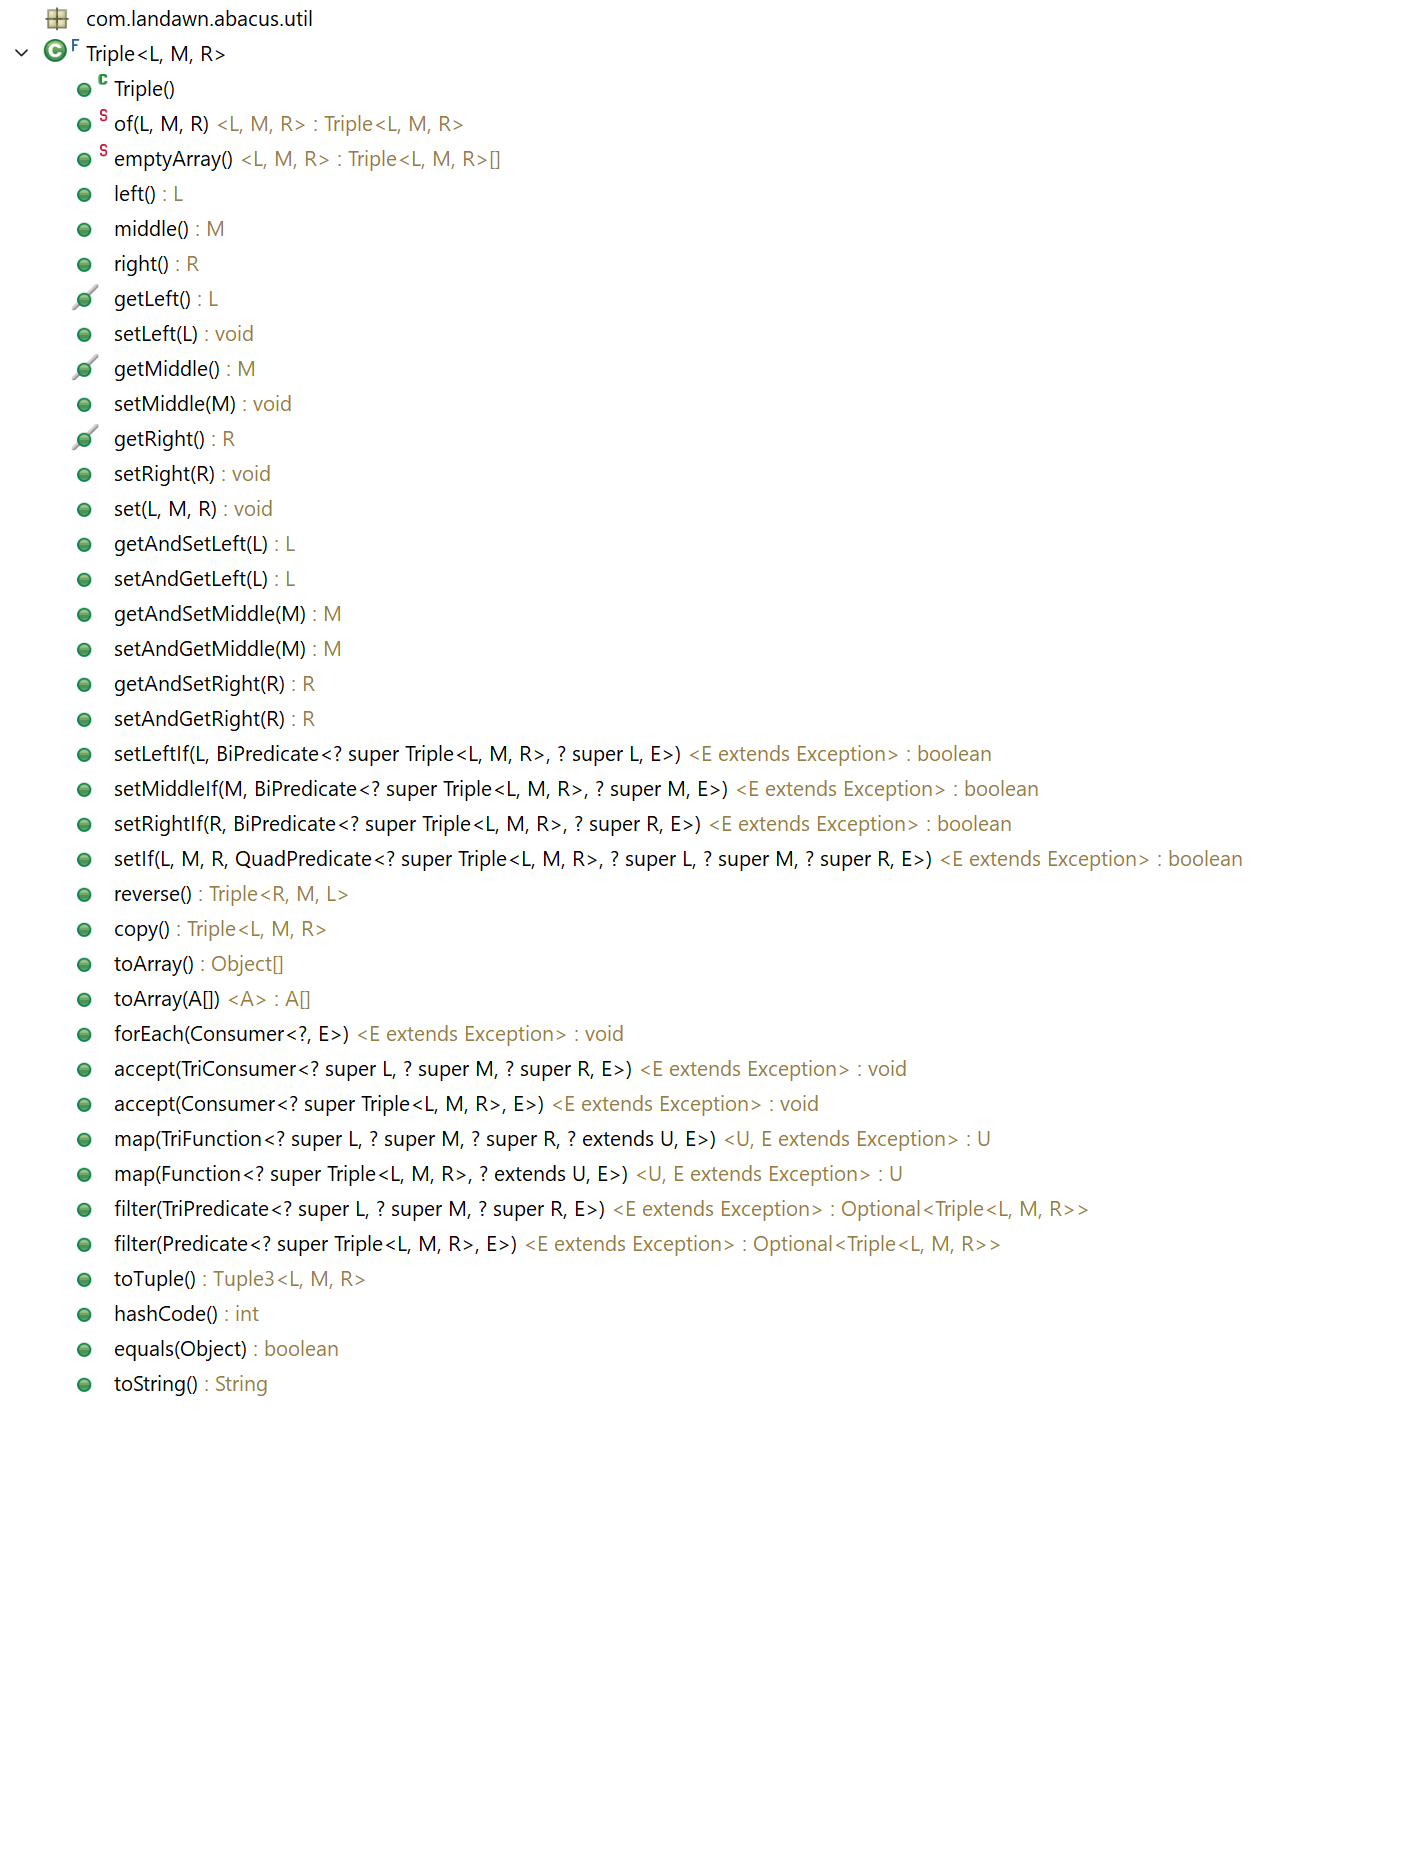 com.landawn.abacus.util
F Triple<L, M, R>
C Triple()
S of(L, M, R) <L, M, R> : Triple<L, M, R>
S emptyArray() <L, M, R> : Triple<L, M, R>[]
left() : L
middle() : M
right() : R
getLeft() : L
setLeft(L) : void
getMiddle() : M
setMiddle(M) : void
getRight() : R
setRight(R) : void
set(L, M, R) : void
getAndSetLeft(L) : L
setAndGetLeft(L) : L
getAndSetMiddle(M) : M
setAndGetMiddle(M) : M
getAndSetRight(R) : R
setAndGetRight(R) : R
setLeftIf(L, BiPredicate<? super Triple<L, M, R>, ? super L, E>) <E extends Exception> : boolean
setMiddleIf(M, BiPredicate<? super Triple<L, M, R>, ? super M, E>) <E extends Exception> : boolean
setRightIf(R, BiPredicate<? super Triple<L, M, R>, ? super R, E>) <E extends Exception> : boolean
setIf(L, M, R, QuadPredicate<? super Triple<L, M, R>, ? super L, ? super M, ? super R, E>) <E extends Exception> : boolean
reverse() : Triple<R, M, L>
copy() : Triple<L, M, R>
toArray() : Object[]
toArray(A[]) <A> : A[]
forEach(Consumer<?, E>) <E extends Exception> : void
accept(TriConsumer<? super L, ? super M, ? super R, E>) <E extends Exception> : void
accept(Consumer<? super Triple<L, M, R>, E>) <E extends Exception> : void
map(TriFunction<? super L, ? super M, ? super R, ? extends U, E>) <U, E extends Exception> : U
map(Function<? super Triple<L, M, R>, ? extends U, E>) <U, E extends Exception> : U
filter(TriPredicate<? super L, ? super M, ? super R, E>) <E extends Exception> : Optional<Triple<L, M, R>>
filter(Predicate<? super Triple<L, M, R>, E>) <E extends Exception> : Optional<Triple<L, M, R>>
toTuple() : Tuple3<L, M, R>
hashCode() : int
equals(Object) : boolean
toString() : String